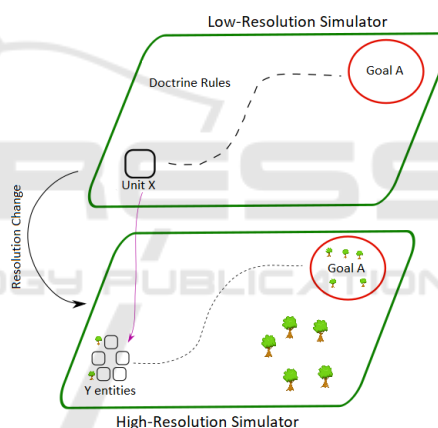 Low-Resolution Simulator
Doctrine Rules
Goal A
Unit X
Resolution Change
Goal A
Y entities
High-Resolution Simulator